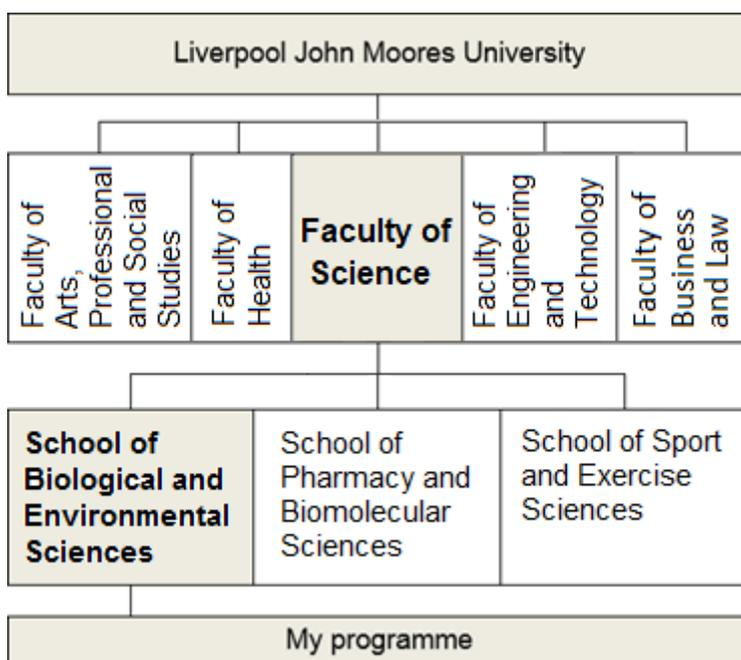 Liverpool John Moores University
Faculty of
Arts,
Professional
and Social
Studies
Faculty of
Health
Faculty of
Science
Faculty of
Engineering
and
Technology
Faculty of
Business
and Law
School of
Biological and
Environmental
Sciences
School of
Pharmacy and
Biomolecular
Sciences
School of Sport
and Exercise
Sciences
My programme